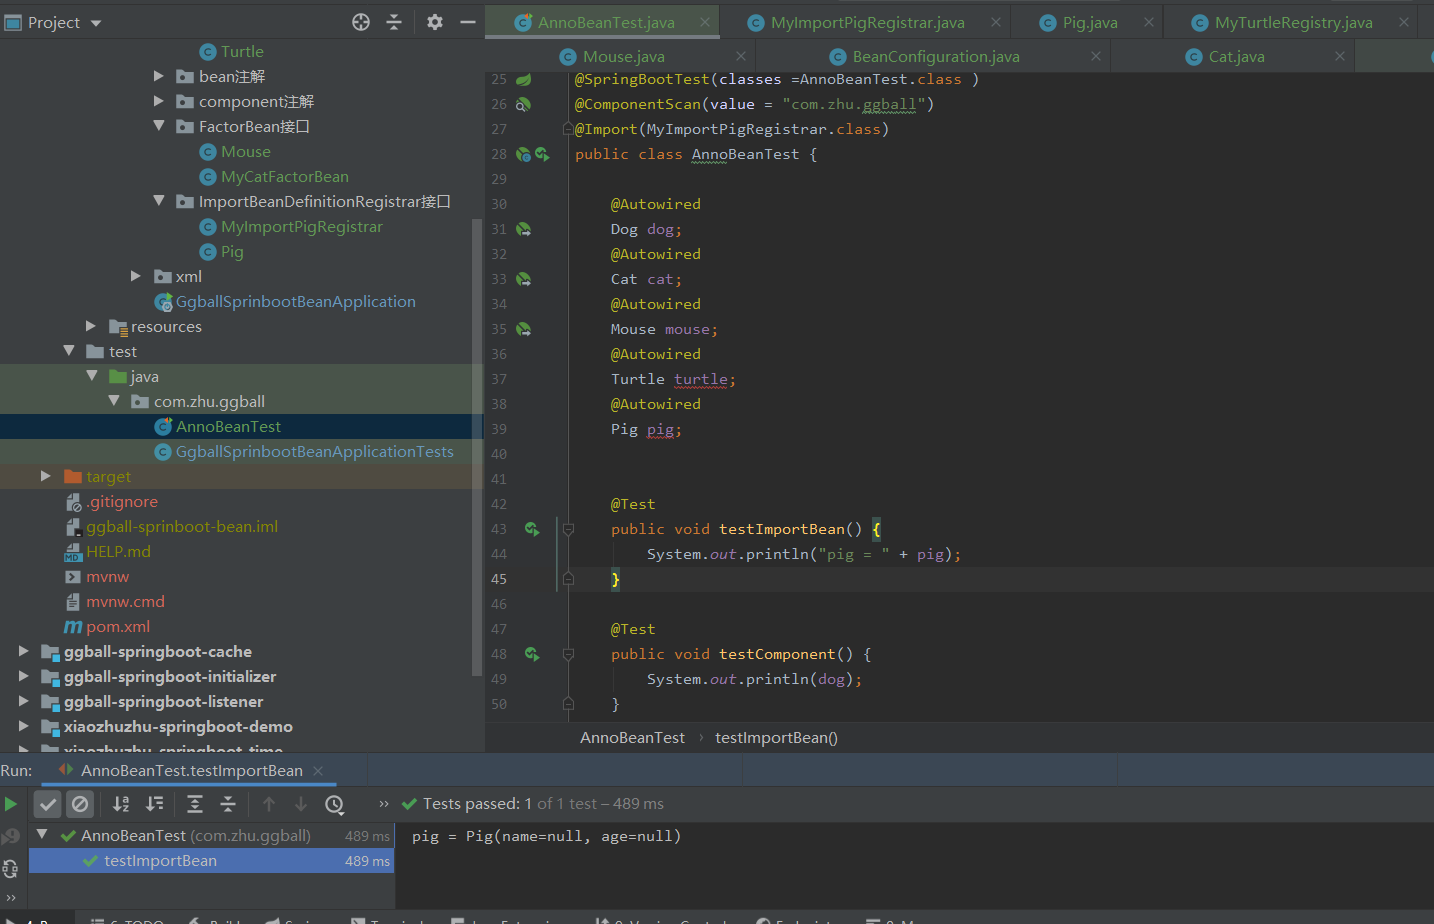 Project
AnnoBeanTest.java
MyImportPigRegistrar.java
Pig.java
MyTurtleRegistry.java
Mouse.java
BeanConfiguration.java
Cat.java
Turtle
bean注解
component注解
FactorBean接口
Mouse
MyCatFactorBean
ImportBeanDefinitionRegistrar接口
MyImportPigRegistrar
Pig
xml
GgballSprinbootBeanApplication
resources
test
java
com.zhu.ggball
AnnoBeanTest
GgballSprinbootBeanApplicationTests
target
.gitignore
ggball-sprinboot-bean.iml
HELP.md
mvnw
mvnw.cmd
pom.xml
ggball-springboot-cache
ggball-springboot-initializer
ggball-springboot-listener
xiaozhuzhu-springboot-demo
xiaozhuzhu-springboot-time
25 @SpringBootTest(classes =AnnoBeanTest.class )
26 @ComponentScan(value = "com.zhu.ggball")
27 @Import(MyImportPigRegistrar.class)
28 public class AnnoBeanTest {
29
30 @Autowired
31 Dog dog;
32 @Autowired
33 Cat cat;
34 @Autowired
35 Mouse mouse;
36 @Autowired
37 Turtle turtle;
38 @Autowired
39 Pig pig;
40
41
42 @Test
43 public void testImportBean() {
44 System.out.println("pig = " + pig);
45 }
46
47 @Test
48 public void testComponent() {
49 System.out.println(dog);
50 }
AnnoBeanTest › testImportBean()
Run: AnnoBeanTest.testImportBean
Tests passed: 1 of 1 test – 489 ms
AnnoBeanTest (com.zhu.ggball) 489 ms
testImportBean 489 ms
pig = Pig(name=null, age=null)